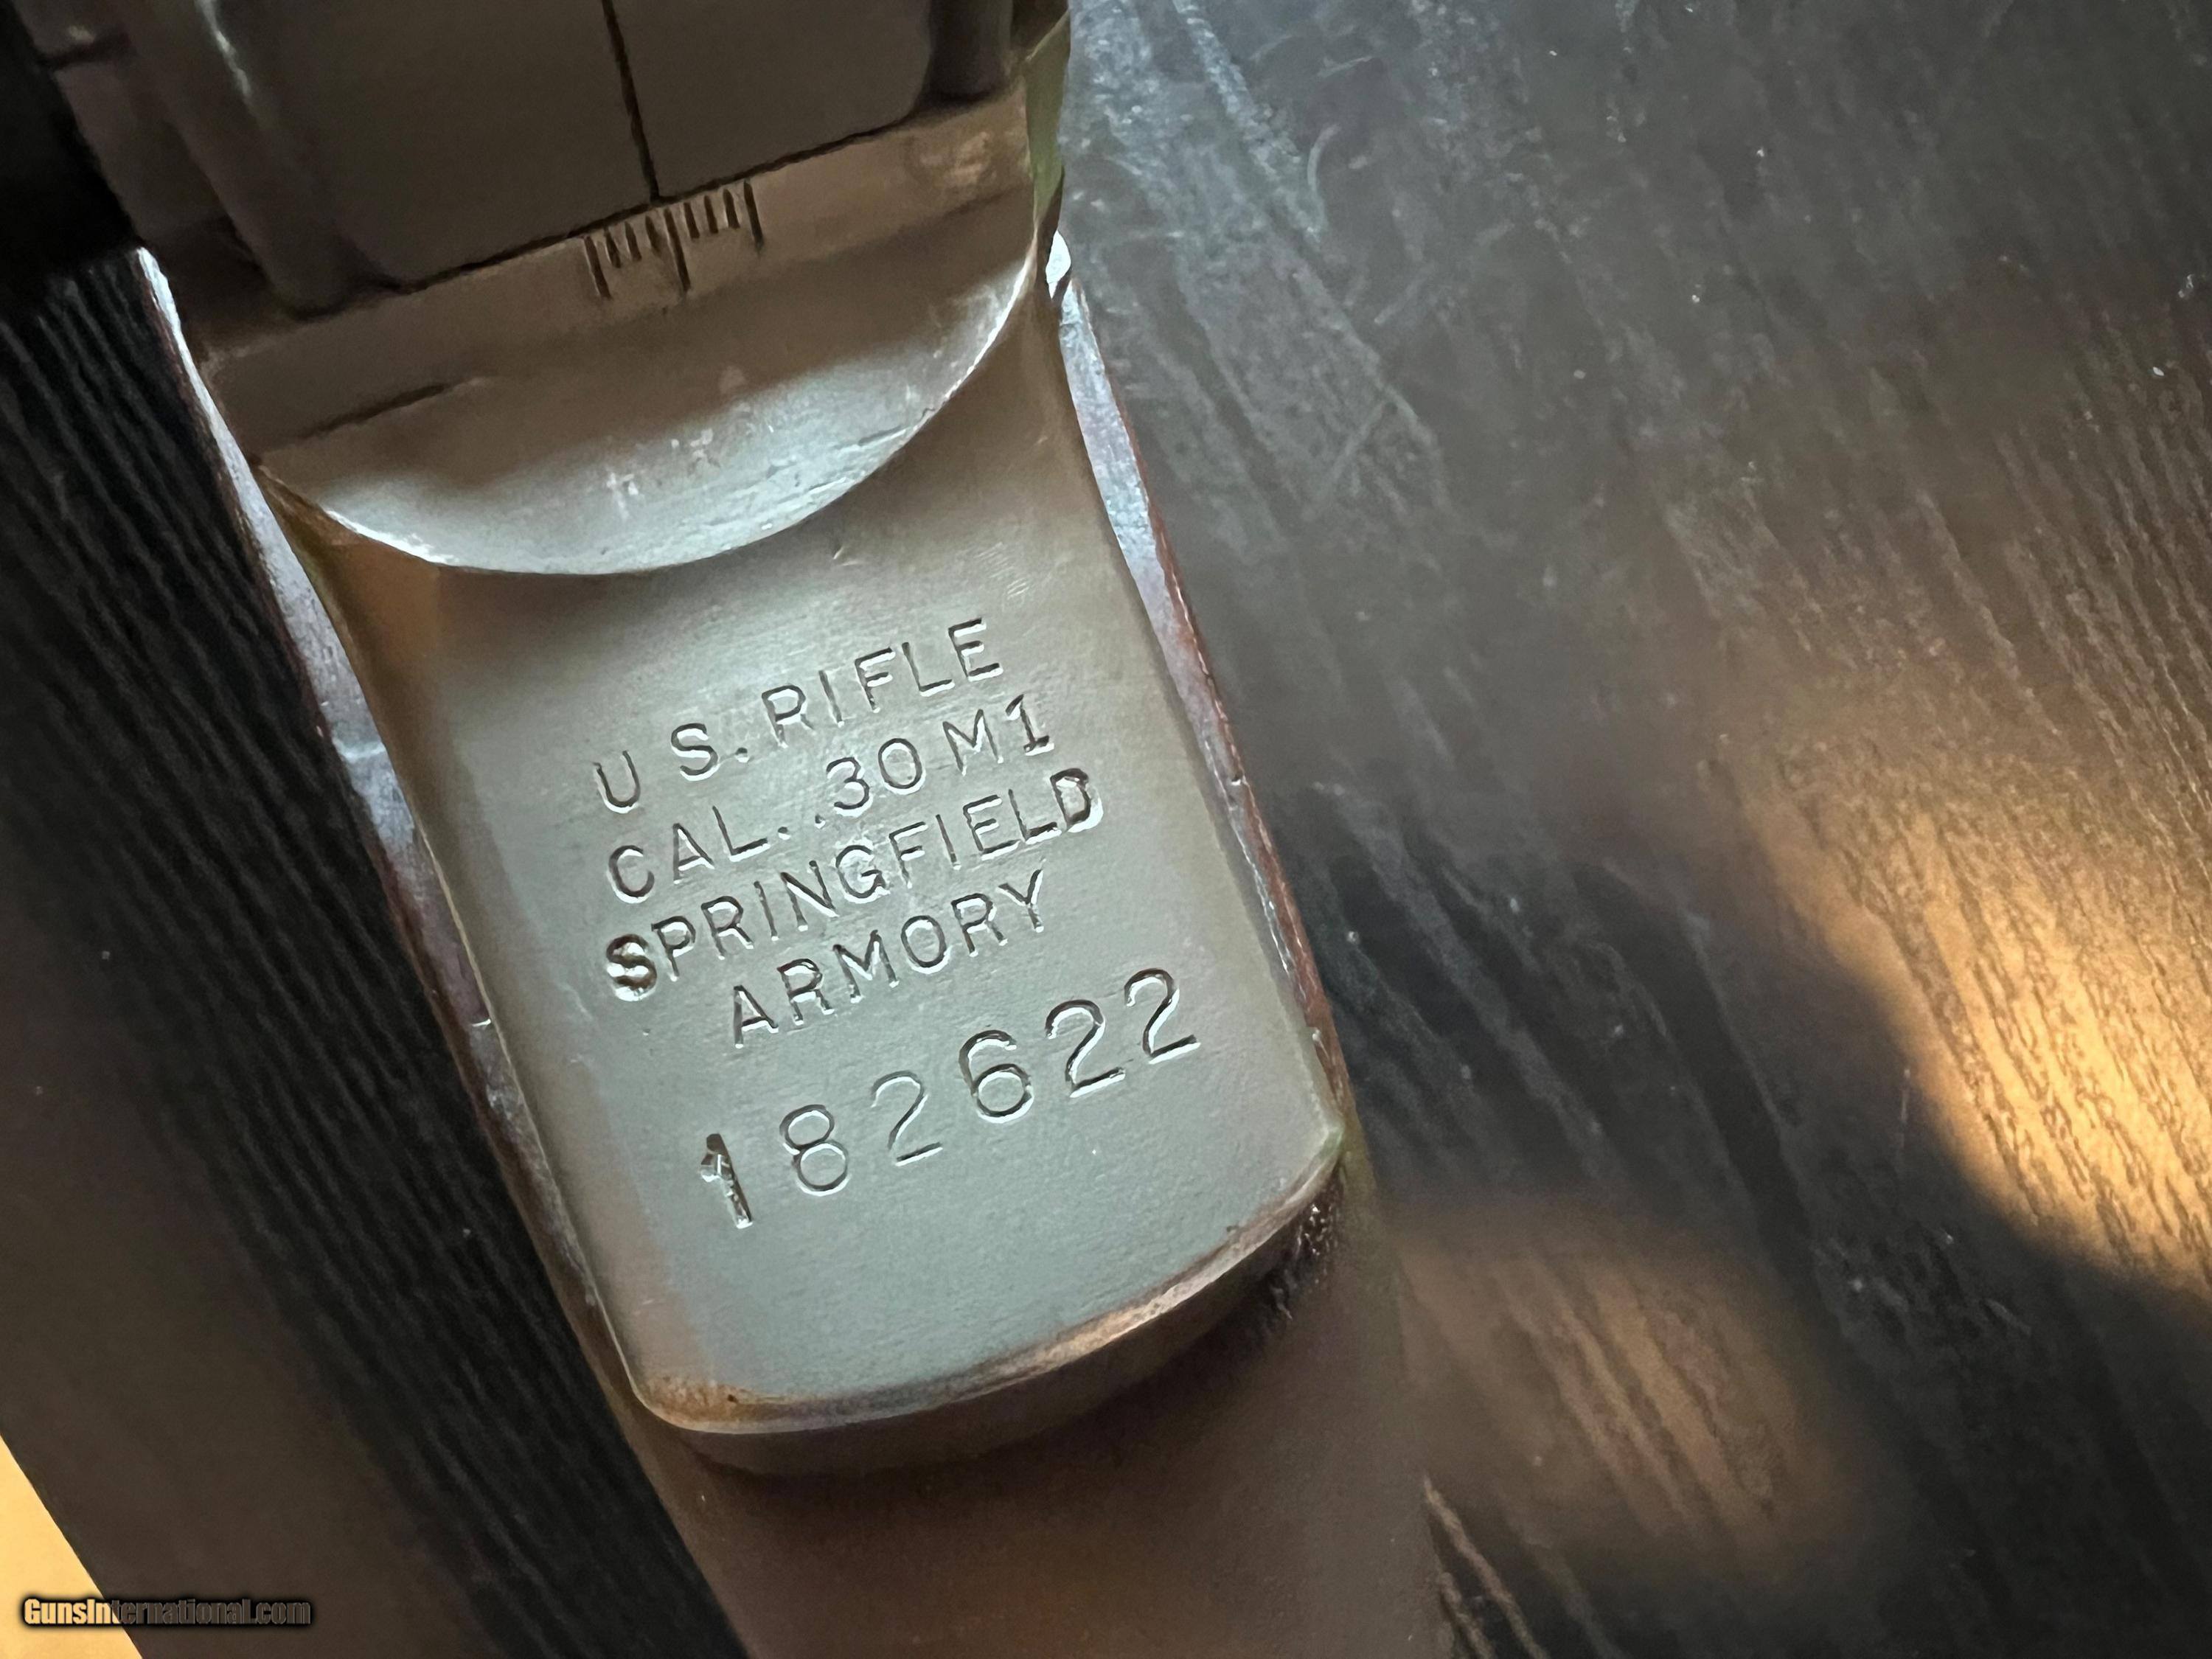 U S. RIFLE
CAL. .30 M1
SPRINGFIELD
ARMORY
182622
GunsInternational.com